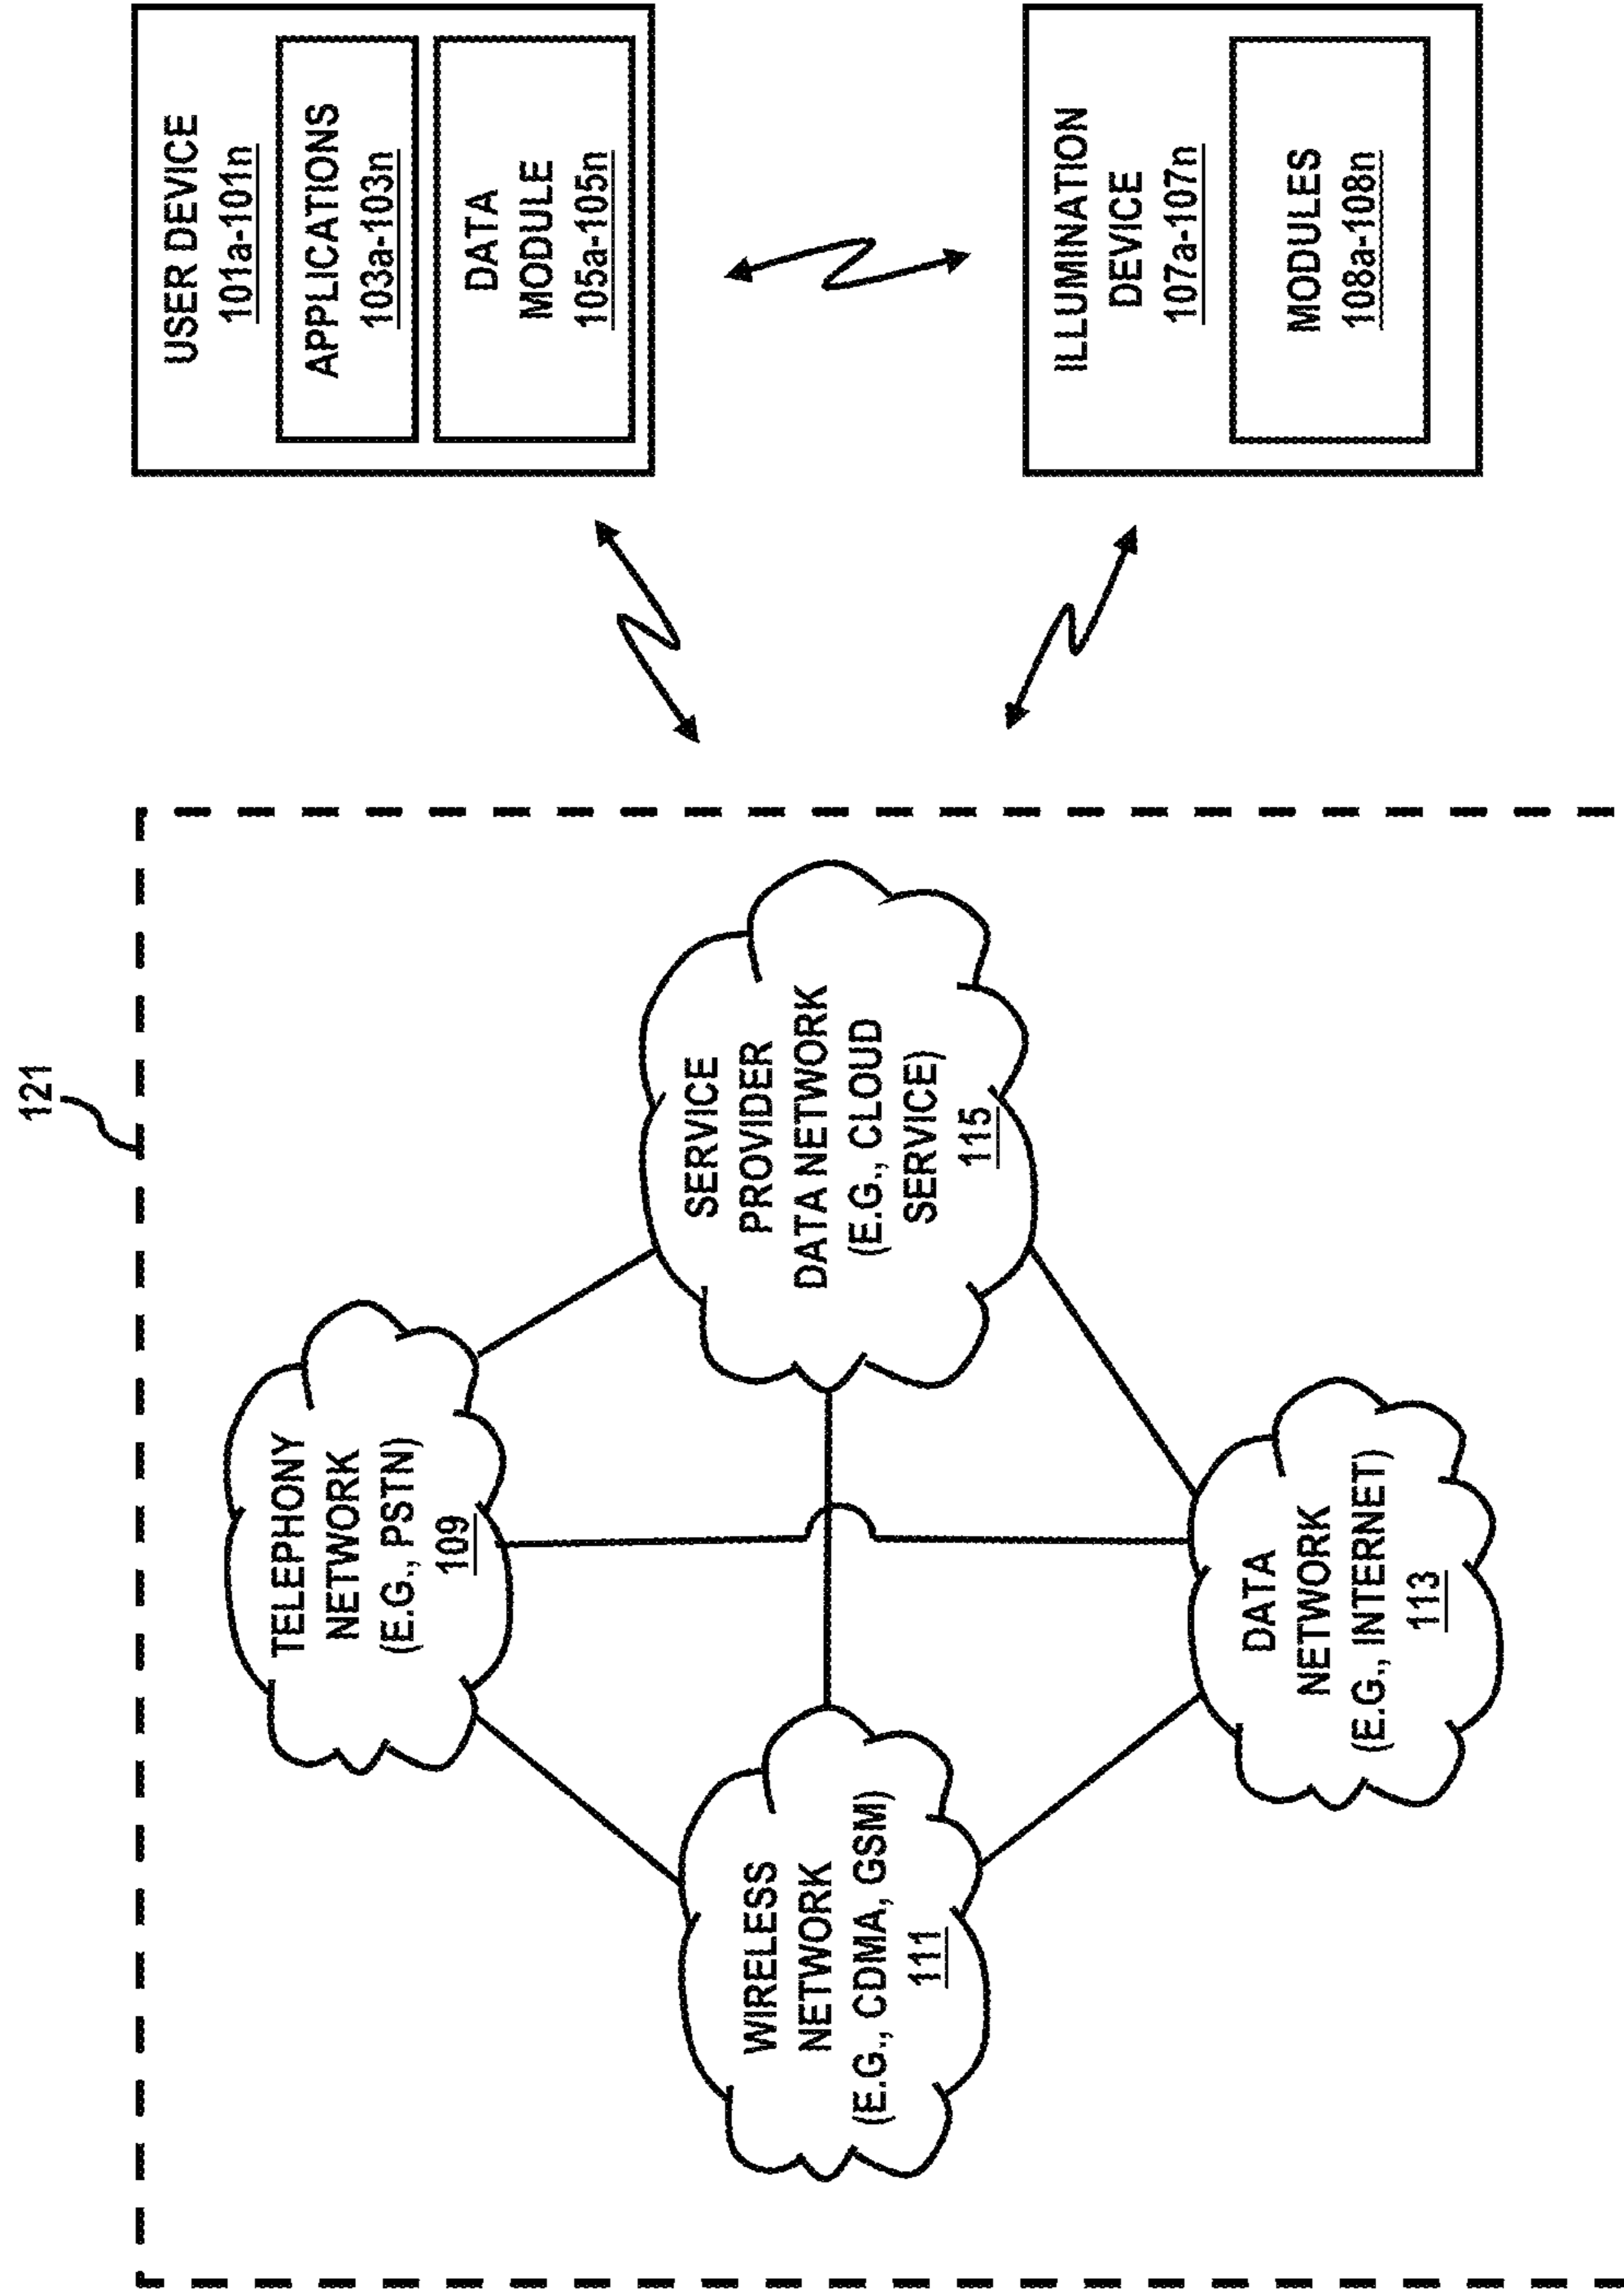 121
TELEPHONY
NETWORK
(E.G., PSTN)
109
WIRELESS
NETWORK
(E.G., CDMA, GSM)
111
SERVICE
PROVIDER
DATA NETWORK
(E.G., CLOUD
SERVICE)
115
DATA
NETWORK
(E.G., INTERNET)
113
USER DEVICE
101a-101n
APPLICATIONS
103a-103n
DATA
MODULE
105a-105n
ILLUMINATION
DEVICE
107a-107n
MODULES
108a-108n